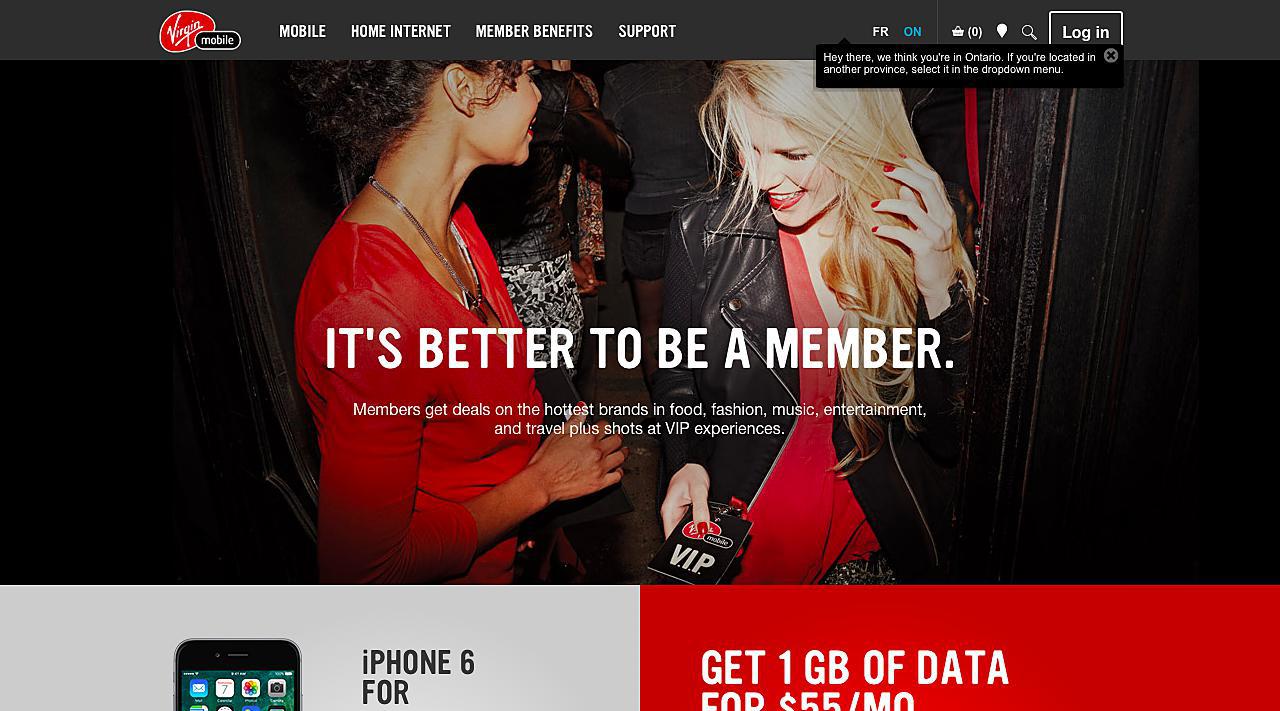 Virgin mobile
MOBILE
HOME INTERNET
MEMBER BENEFITS
SUPPORT
FR
ON
(0)
Log in
Hey there, we think you're in Ontario. If you're located in
another province, select it in the dropdown menu.
IT'S BETTER TO BE A MEMBER.
Members get deals on the hottest brands in food, fashion, music, entertainment,
and travel plus shots at VIP experiences.
mobile
V.I.P
iPHONE 6
FOR
GET 1 GB OF DATA
FOR $55/MO